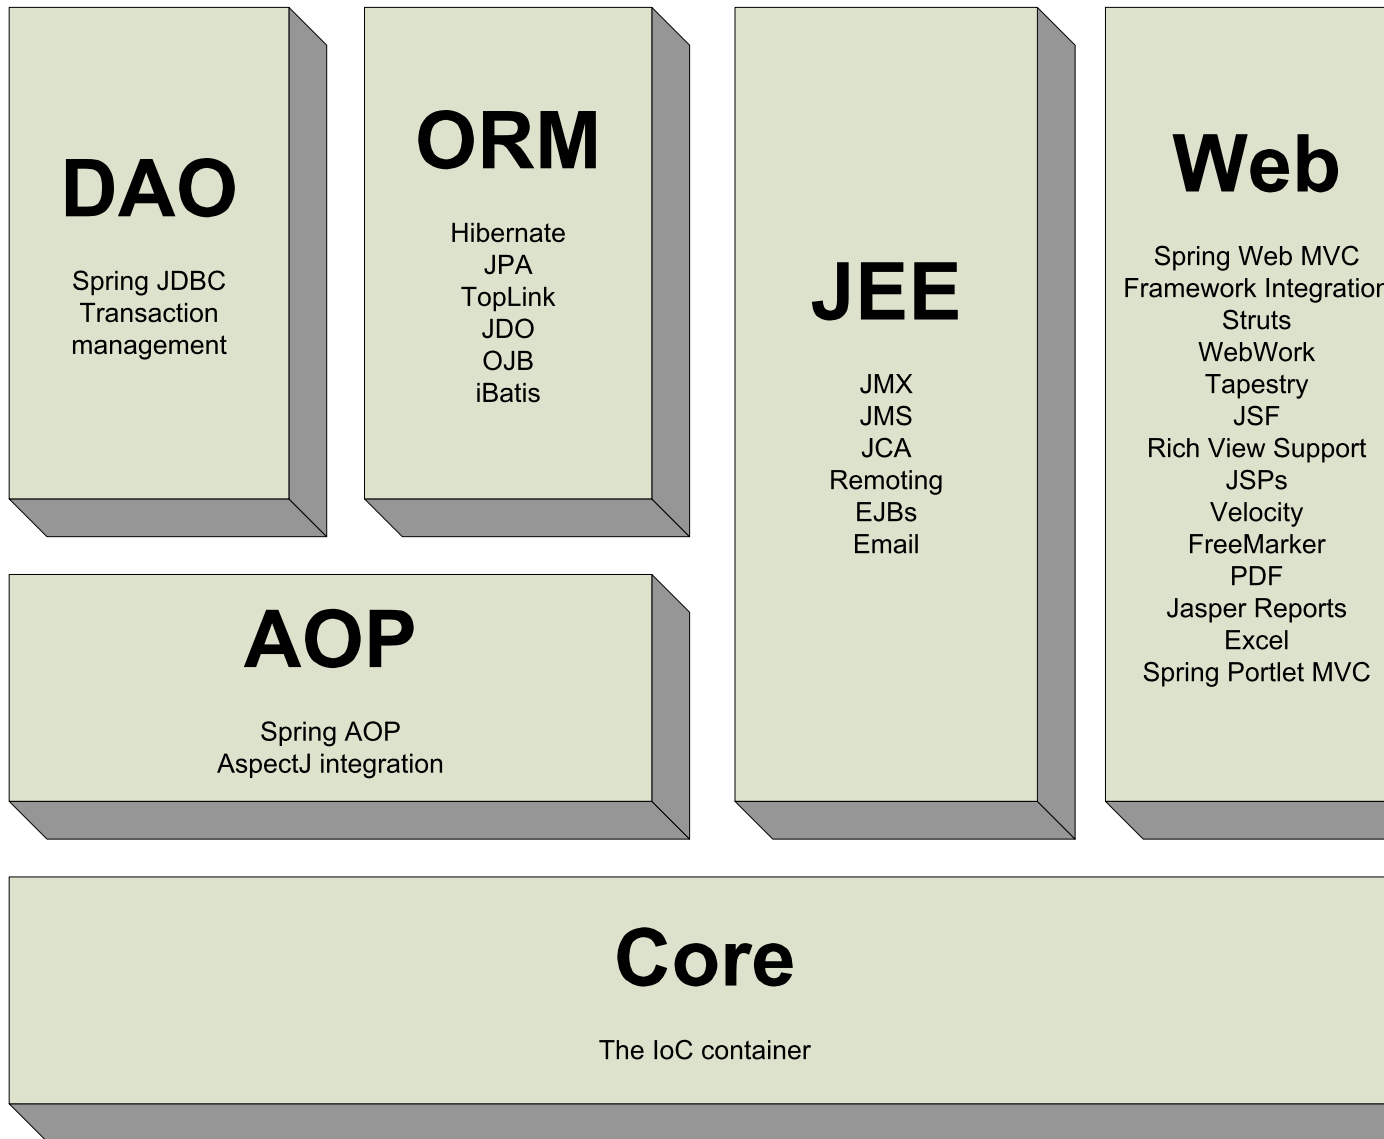 DAO
Spring JDBC
Transaction
management
ORM
Hibernate
JPA
TopLink
JDO
OJB
iBatis
JEE
JMX
JMS
JCA
Remoting
EJBs
Email
Web
Spring Web MVC
Framework Integration
Struts
WebWork
Tapestry
JSF
Rich View Support
JSPs
Velocity
FreeMarker
PDF
Jasper Reports
Excel
Spring Portlet MVC
AOP
Spring AOP
AspectJ integration
Core
The IoC container